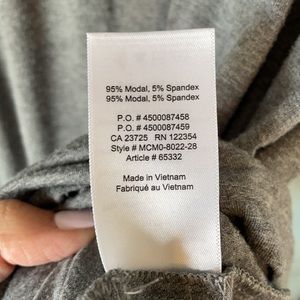 95% Modal, 5% Spandex
95% Modal, 5% Spandex
P.O. # 4500087458
P.O. # 4500087459
CA 23725 RN 122354
Style # MCM0-8022-28
Article # 65332
Made in Vietnam
Fabriqué au Vietnam